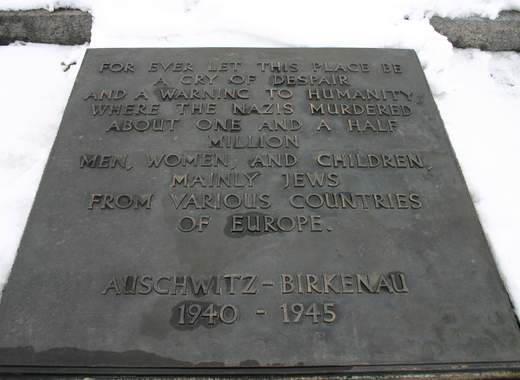 FOR EVER LET THIS PLACE BE
A CRY OF DESPAIR
AND A WARNING TO HUMANITY,
WHERE THE NAZIS MURDERED
ABOUT ONE AND A HALF
MILLION
MEN, WOMEN, AND CHILDREN,
MAINLY JEWS
FROM VARIOUS COUNTRIES
OF EUROPE.
AUSCHWITZ - BIRKENAU
1940 - 1945